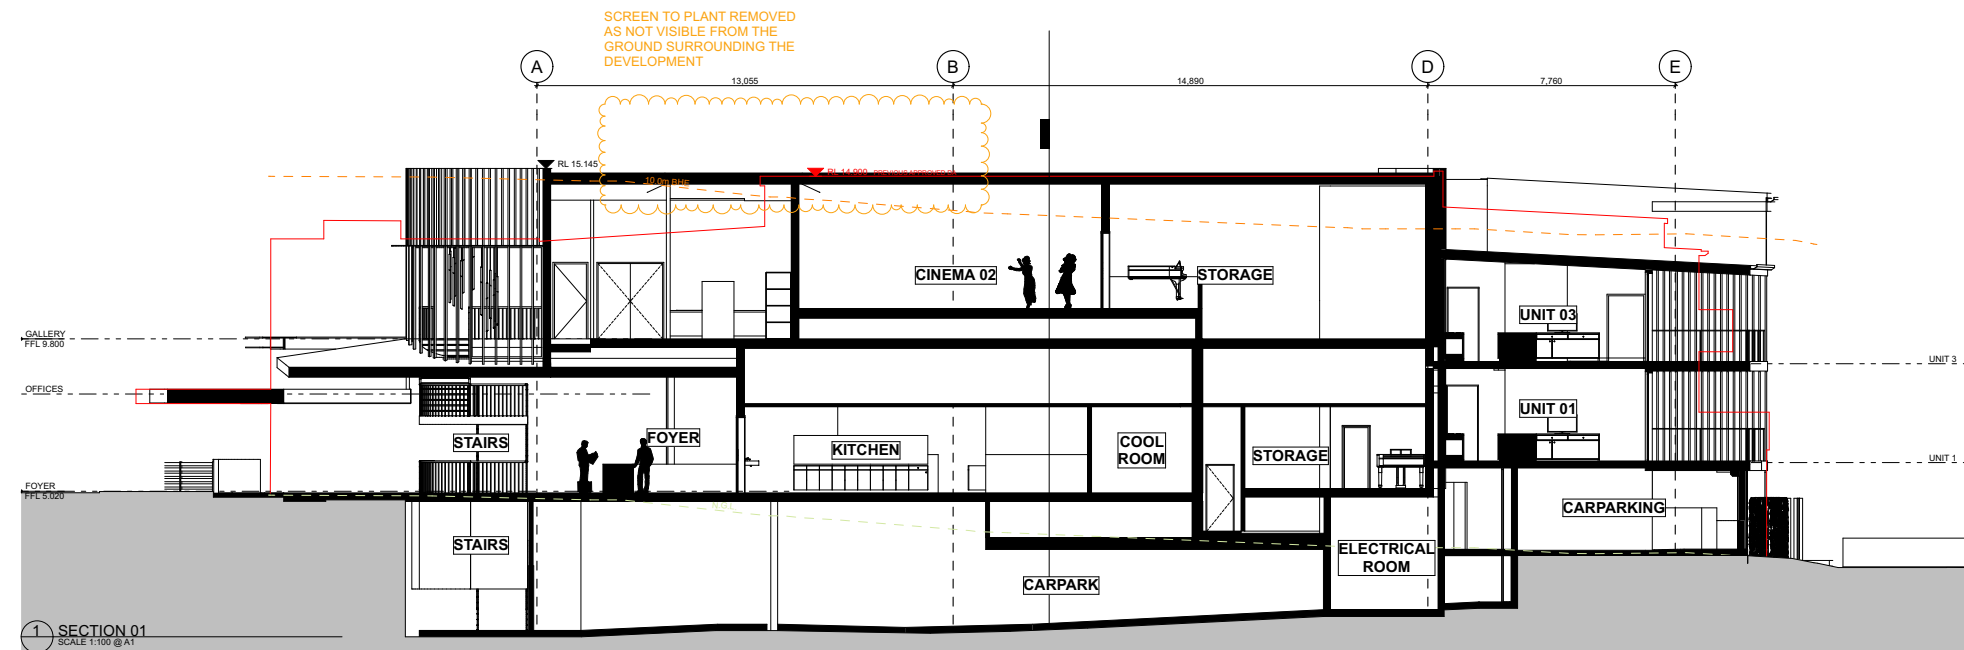 SCREEN TO PLANT REMOVED
AS NOT VISIBLE FROM THE
GROUND SURROUNDING THE
DEVELOPMENT
A
B
D
E
13,055
14,890
7,760
RL 15.145
RL 14.900 PREVIOUS APPROVED
10.0m BHE
CINEMA 02
STORAGE
UNIT 03
GALLERY
FFL 9.800
UNIT 3
OFFICES
UNIT 01
STAIRS
FOYER
KITCHEN
COOL
ROOM
STORAGE
UNIT 1
FOYER
FFL 5.020
N.G.L
CARPARKING
STAIRS
ELECTRICAL
ROOM
CARPARK
1
SECTION 01
SCALE 1:100 @ A1